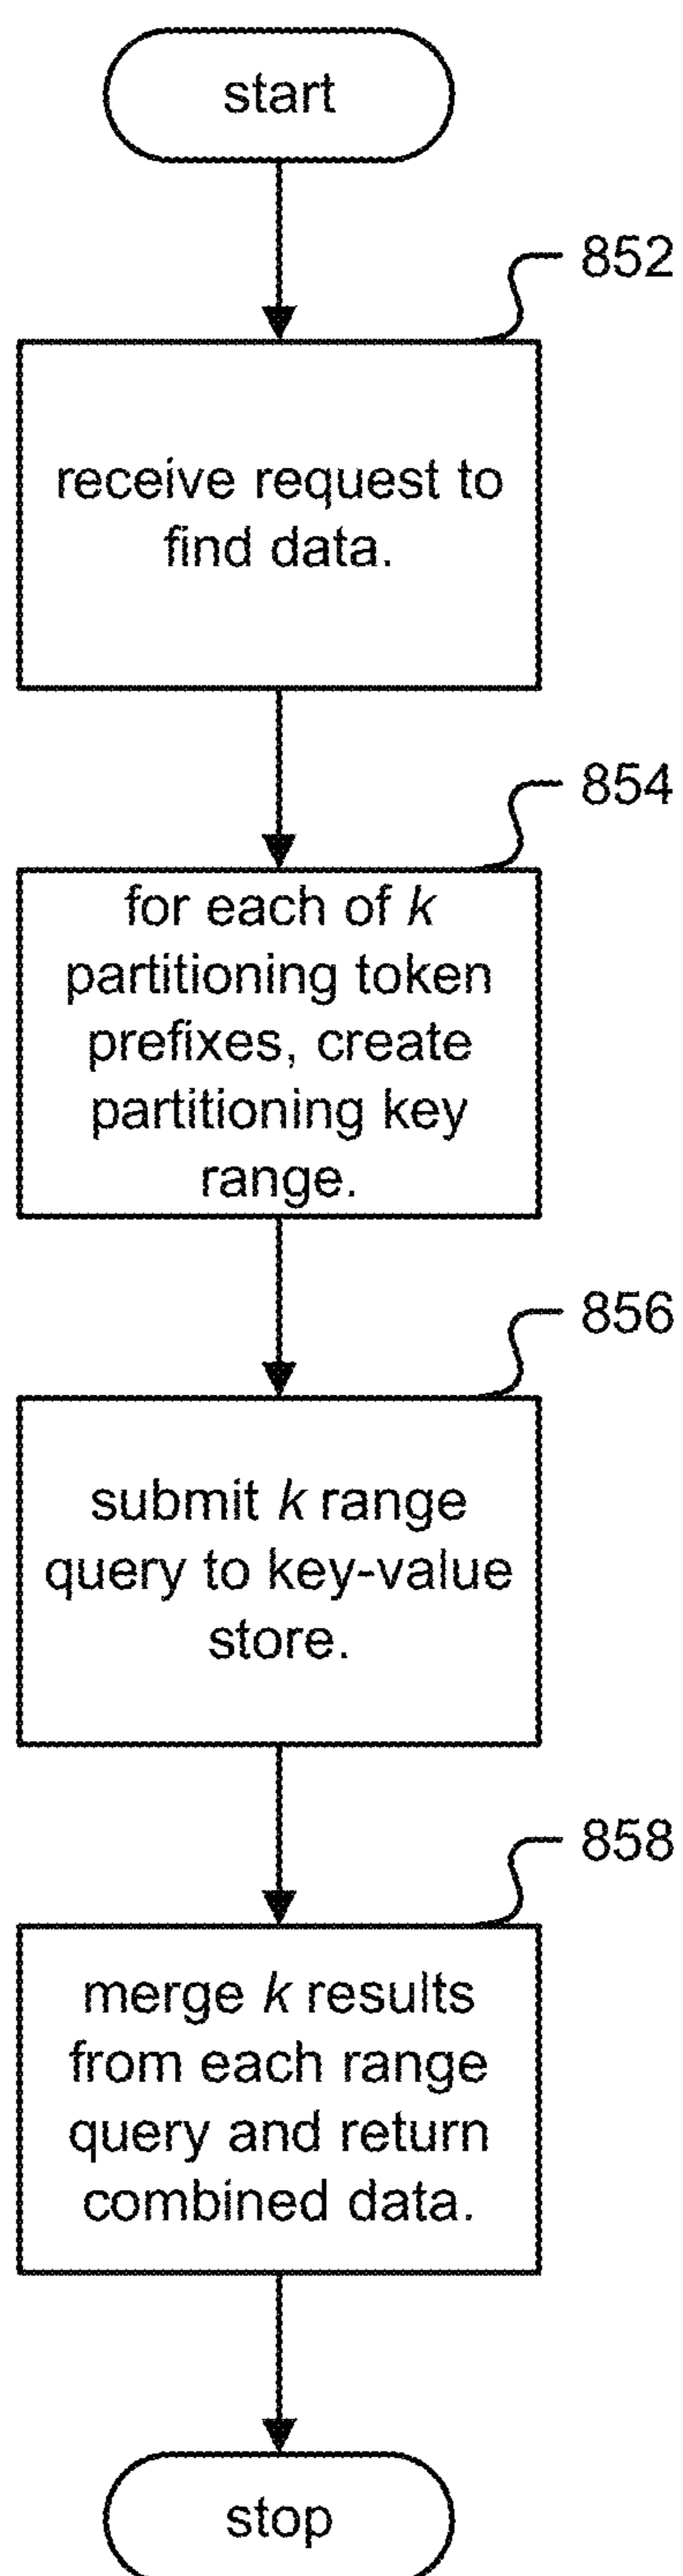 start
852
receive request to
find data.
854
for each of k
partitioning token
prefixes, create
partitioning key
range.
856
submit k range
query to key-value
store.
858
merge k results
from each range
query and return
combined data.
stop